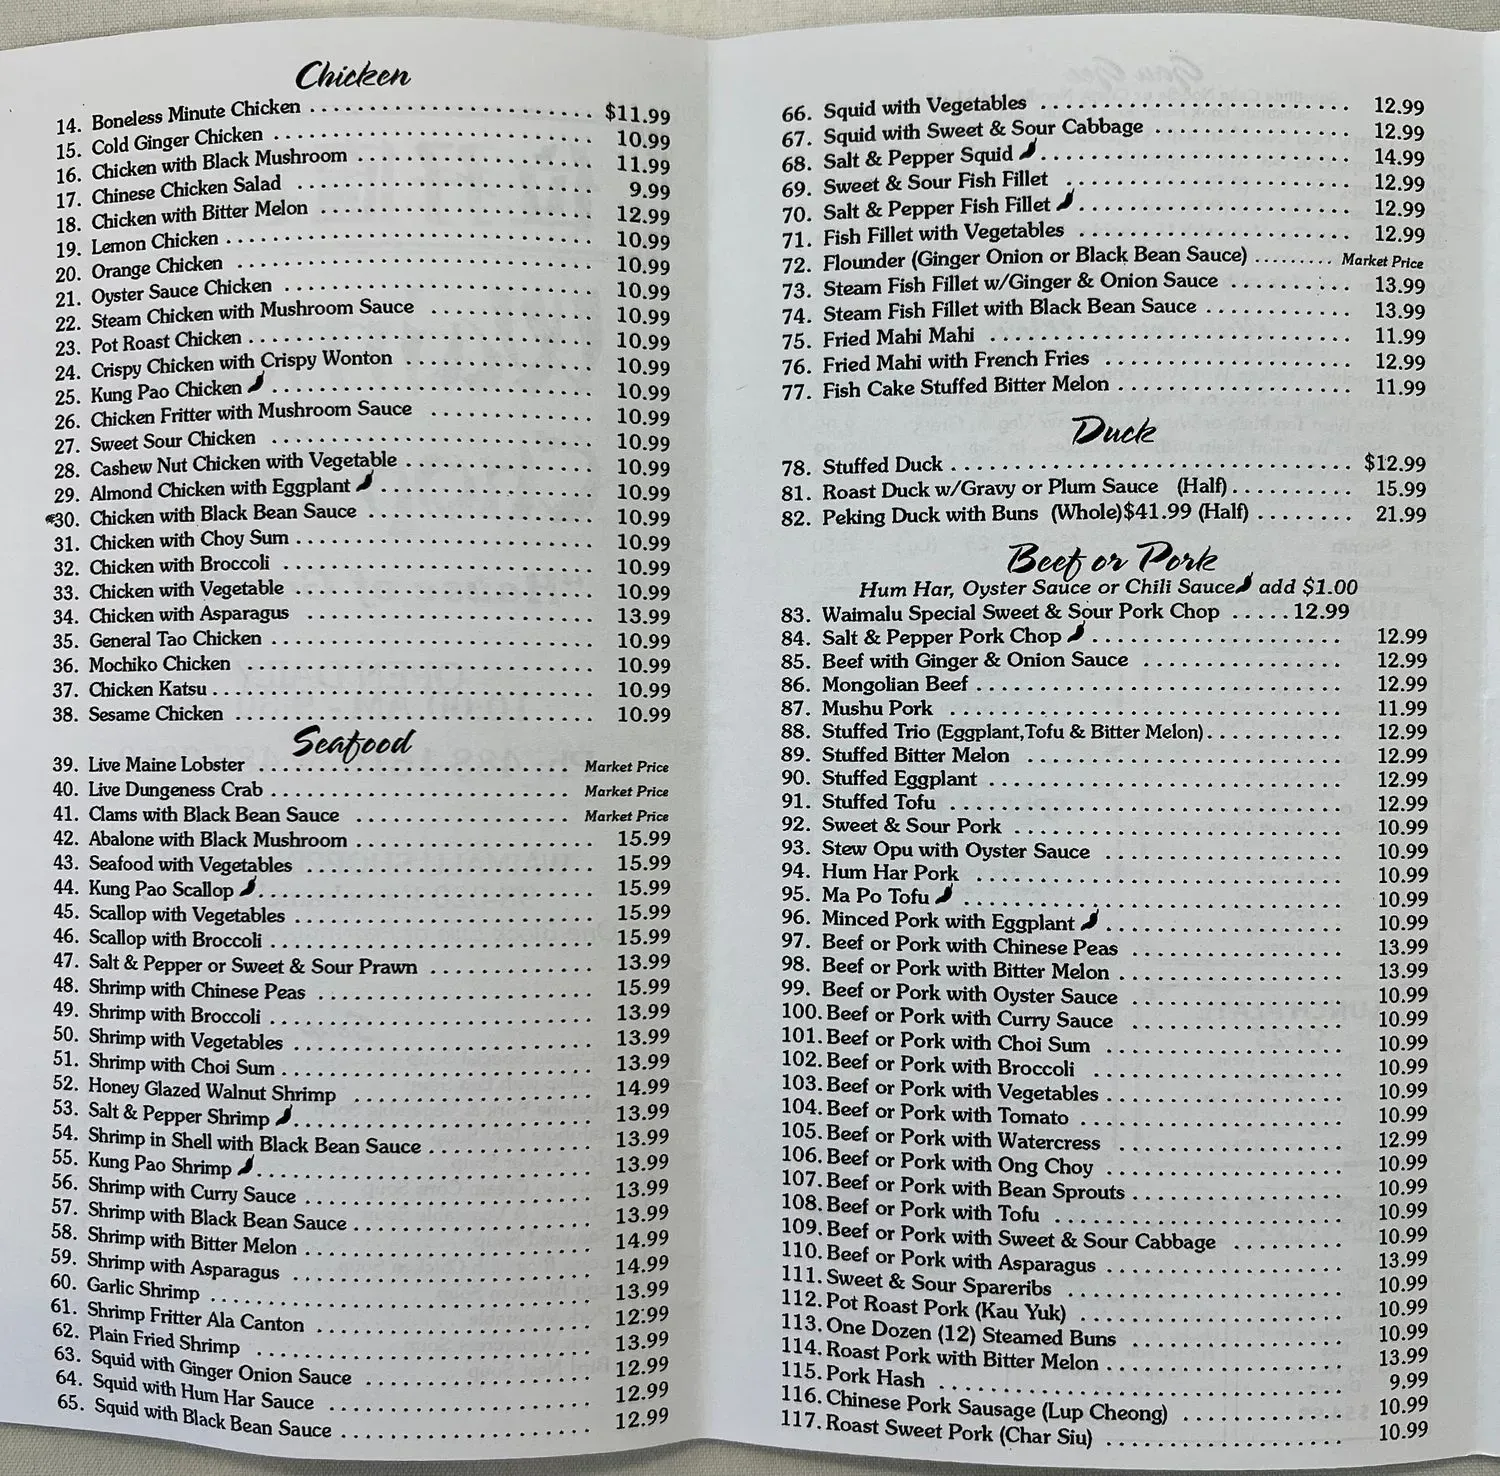 Chicken
14. Boneless Minute Chicken $11.99
15. Cold Ginger Chicken 10.99
16. Chicken with Black Mushroom 11.99
17. Chinese Chicken Salad 9.99
18. Chicken with Bitter Melon 12.99
19. Lemon Chicken 10.99
20. Orange Chicken 10.99
21. Oyster Sauce Chicken 10.99
22. Steam Chicken with Mushroom Sauce 10.99
23. Pot Roast Chicken 10.99
24. Crispy Chicken with Crispy Wonton 10.99
25. Kung Pao Chicken 10.99
26. Chicken Fritter with Mushroom Sauce 10.99
27. Sweet Sour Chicken 10.99
28. Cashew Nut Chicken with Vegetable 10.99
29. Almond Chicken with Eggplant 10.99
30. Chicken with Black Bean Sauce 10.99
31. Chicken with Choy Sum 10.99
32. Chicken with Broccoli 10.99
33. Chicken with Vegetable 10.99
34. Chicken with Asparagus 13.99
35. General Tao Chicken 10.99
36. Mochiko Chicken 10.99
37. Chicken Katsu 10.99
38. Sesame Chicken 10.99
Seafood
39. Live Maine Lobster Market Price
40. Live Dungeness Crab Market Price
41. Clams with Black Bean Sauce Market Price
42. Abalone with Black Mushroom 15.99
43. Seafood with Vegetables 15.99
44. Kung Pao Scallop 15.99
45. Scallop with Vegetables 15.99
46. Scallop with Broccoli 15.99
47. Salt & Pepper or Sweet & Sour Prawn 13.99
48. Shrimp with Chinese Peas 15.99
49. Shrimp with Broccoli 13.99
50. Shrimp with Vegetables 13.99
51. Shrimp with Choi Sum 13.99
52. Honey Glazed Walnut Shrimp 14.99
53. Salt & Pepper Shrimp 13.99
54. Shrimp in Shell with Black Bean Sauce 13.99
55. Kung Pao Shrimp 13.99
56. Shrimp with Curry Sauce 13.99
57. Shrimp with Black Bean Sauce 13.99
58. Shrimp with Bitter Melon 14.99
59. Shrimp with Asparagus 14.99
60. Garlic Shrimp 13.99
61. Shrimp Fritter Ala Canton 12.99
62. Plain Fried Shrimp 13.99
63. Squid with Ginger Onion Sauce 12.99
64. Squid with Hum Har Sauce 12.99
65. Squid with Black Bean Sauce 12.99
66. Squid with Vegetables 12.99
67. Squid with Sweet & Sour Cabbage 12.99
68. Salt & Pepper Squid 14.99
69. Sweet & Sour Fish Fillet 12.99
70. Salt & Pepper Fish Fillet 12.99
71. Fish Fillet with Vegetables 12.99
72. Flounder (Ginger Onion or Black Bean Sauce) Market Price
73. Steam Fish Fillet w/Ginger & Onion Sauce 13.99
74. Steam Fish Fillet with Black Bean Sauce 13.99
75. Fried Mahi Mahi 11.99
76. Fried Mahi with French Fries 12.99
77. Fish Cake Stuffed Bitter Melon 11.99
Duck
78. Stuffed Duck $12.99
81. Roast Duck w/Gravy or Plum Sauce (Half) 15.99
82. Peking Duck with Buns (Whole)$41.99 (Half) 21.99
Beef or Pork
Hum Har, Oyster Sauce or Chili Sauce add $1.00
83. Waimalu Special Sweet & Sour Pork Chop 12.99
84. Salt & Pepper Pork Chop 12.99
85. Beef with Ginger & Onion Sauce 12.99
86. Mongolian Beef 12.99
87. Mushu Pork 11.99
88. Stuffed Trio (Eggplant,Tofu & Bitter Melon) 12.99
89. Stuffed Bitter Melon 12.99
90. Stuffed Eggplant 12.99
91. Stuffed Tofu 12.99
92. Sweet & Sour Pork 10.99
93. Stew Opu with Oyster Sauce 10.99
94. Hum Har Pork 10.99
95. Ma Po Tofu 10.99
96. Minced Pork with Eggplant 10.99
97. Beef or Pork with Chinese Peas 13.99
98. Beef or Pork with Bitter Melon 13.99
99. Beef or Pork with Oyster Sauce 10.99
100. Beef or Pork with Curry Sauce 10.99
101. Beef or Pork with Choi Sum 10.99
102. Beef or Pork with Broccoli 10.99
103. Beef or Pork with Vegetables 10.99
104. Beef or Pork with Tomato 10.99
105. Beef or Pork with Watercress 12.99
106. Beef or Pork with Ong Choy 10.99
107. Beef or Pork with Bean Sprouts 10.99
108. Beef or Pork with Tofu 10.99
109. Beef or Pork with Sweet & Sour Cabbage 10.99
110. Beef or Pork with Asparagus 13.99
111. Sweet & Sour Spareribs 10.99
112. Pot Roast Pork (Kau Yuk) 10.99
113. One Dozen (12) Steamed Buns 10.99
114. Roast Pork with Bitter Melon 13.99
115. Pork Hash 9.99
116. Chinese Pork Sausage (Lup Cheong) 10.99
117. Roast Sweet Pork (Char Siu) 10.99